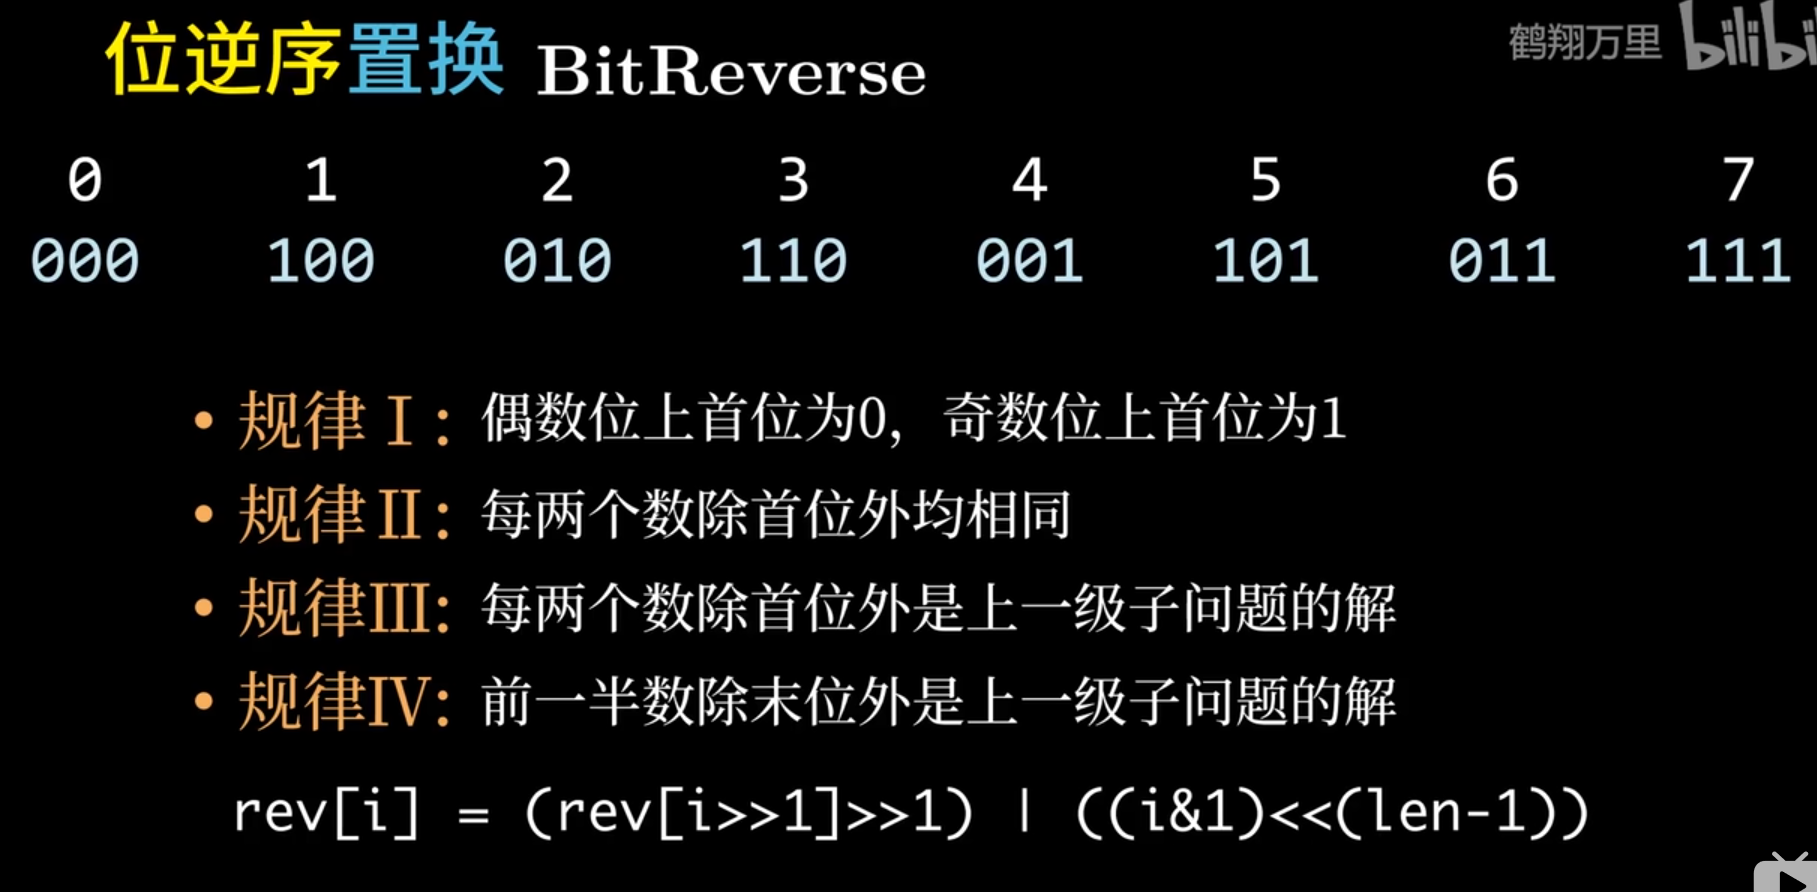 位逆序置换 BitReverse
鹤翔万里
0 1 2 3 4 5 6 7
000 100 010 110 001 101 011 111
• 规律Ⅰ: 偶数位上首位为0，奇数位上首位为1
• 规律Ⅱ: 每两个数除首位外均相同
• 规律Ⅲ: 每两个数除首位外是上一级子问题的解
• 规律Ⅳ: 前一半数除末位外是上一级子问题的解
rev[i] = (rev[i>>1]>>1) | ((i&1)<<(len-1))